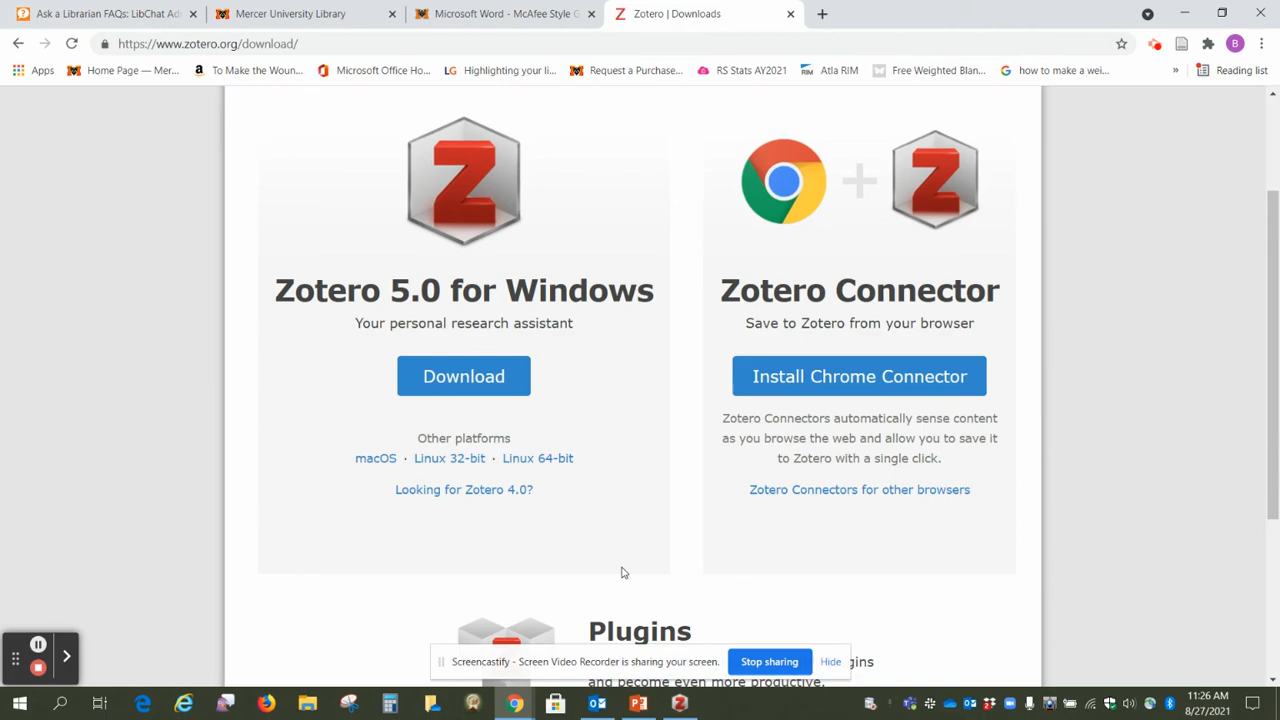 Ask a Librarian FAQs: LibChat Ad
Mercer University Library
Microsoft Word - McAfee Style G
Zotero | Downloads
https://www.zotero.org/download/
B
Apps
Home Page — Mer...
To Make the Woun...
Microsoft Office Ho...
Highlighting your li...
Request a Purchase...
RS Stats AY2021
Atla RIM
Free Weighted Blan...
how to make a wei...
»
Reading list
Zotero 5.0 for Windows
Your personal research assistant
Download
Other platforms
macOS · Linux 32-bit · Linux 64-bit
Looking for Zotero 4.0?
Zotero Connector
Save to Zotero from your browser
Install Chrome Connector
Zotero Connectors automatically sense content
as you browse the web and allow you to save it
to Zotero with a single click.
Zotero Connectors for other browsers
Plugins
Screencastify - Screen Video Recorder is sharing your screen.
Stop sharing
Hide
and become even more productive.
11:26 AM
8/27/2021